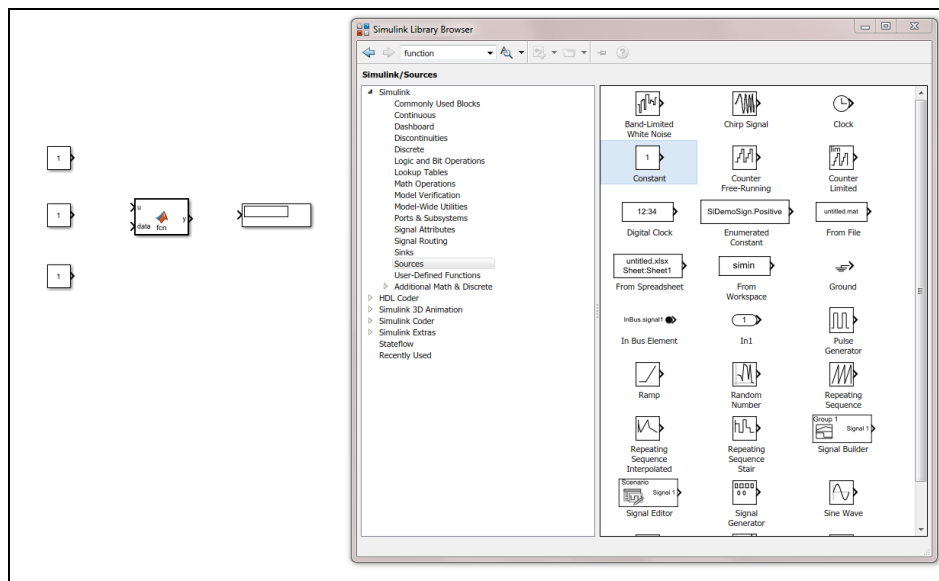 Simulink Library Browser
function
Simulink/Sources
Simulink
Commonly Used Blocks
Continuous
Dashboard
Discontinuities
Discrete
Logic and Bit Operations
Lookup Tables
Math Operations
Model Verification
Model-Wide Utilities
Ports & Subsystems
Signal Attributes
Signal Routing
Sinks
Sources
User-Defined Functions
Additional Math & Discrete
HDL Coder
Simulink 3D Animation
Simulink Coder
Simulink Extras
Stateflow
Recently Used
1
1
1
u
data
fcn
y
Band-Limited
White Noise
Chirp Signal
Clock
1
Constant
Counter
Free-Running
lim
Counter
Limited
12:34
Digital Clock
SlDemoSign.Positive
Enumerated
Constant
untitled.mat
From File
untitled.xlsx
Sheet:Sheet1
From Spreadsheet
simin
From
Workspace
Ground
InBus.signal1
In Bus Element
1
In1
Pulse
Generator
Ramp
Random
Number
Repeating
Sequence
Repeating
Sequence
Interpolated
Repeating
Sequence
Stair
Group 1
Signal 1
Signal Builder
Scenario
Signal 1
Signal Editor
Signal
Generator
Sine Wave